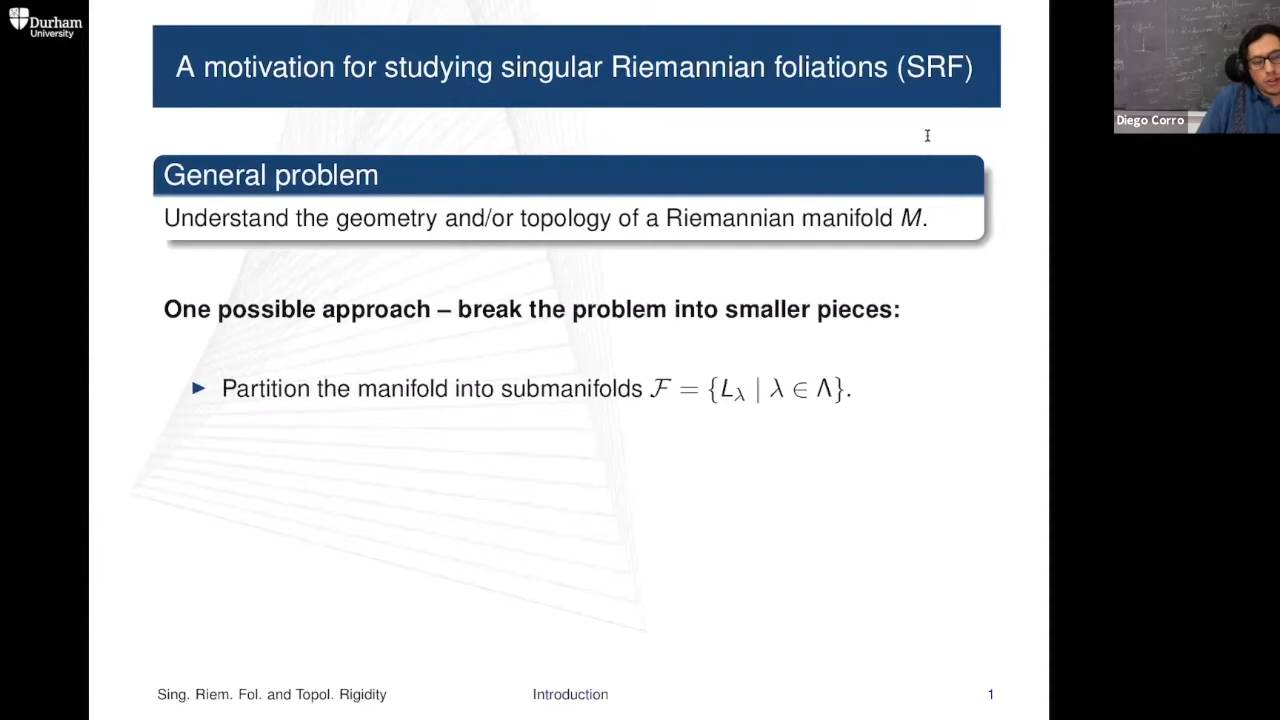 Durham
University
A motivation for studying singular Riemannian foliations (SRF)
Diego Corro
General problem
Understand the geometry and/or topology of a Riemannian manifold M.
One possible approach – break the problem into smaller pieces:
▶ Partition the manifold into submanifolds ℱ = {L_λ | λ ∈ Λ}.
Sing. Riem. Fol. and Topol. Rigidity
Introduction
1